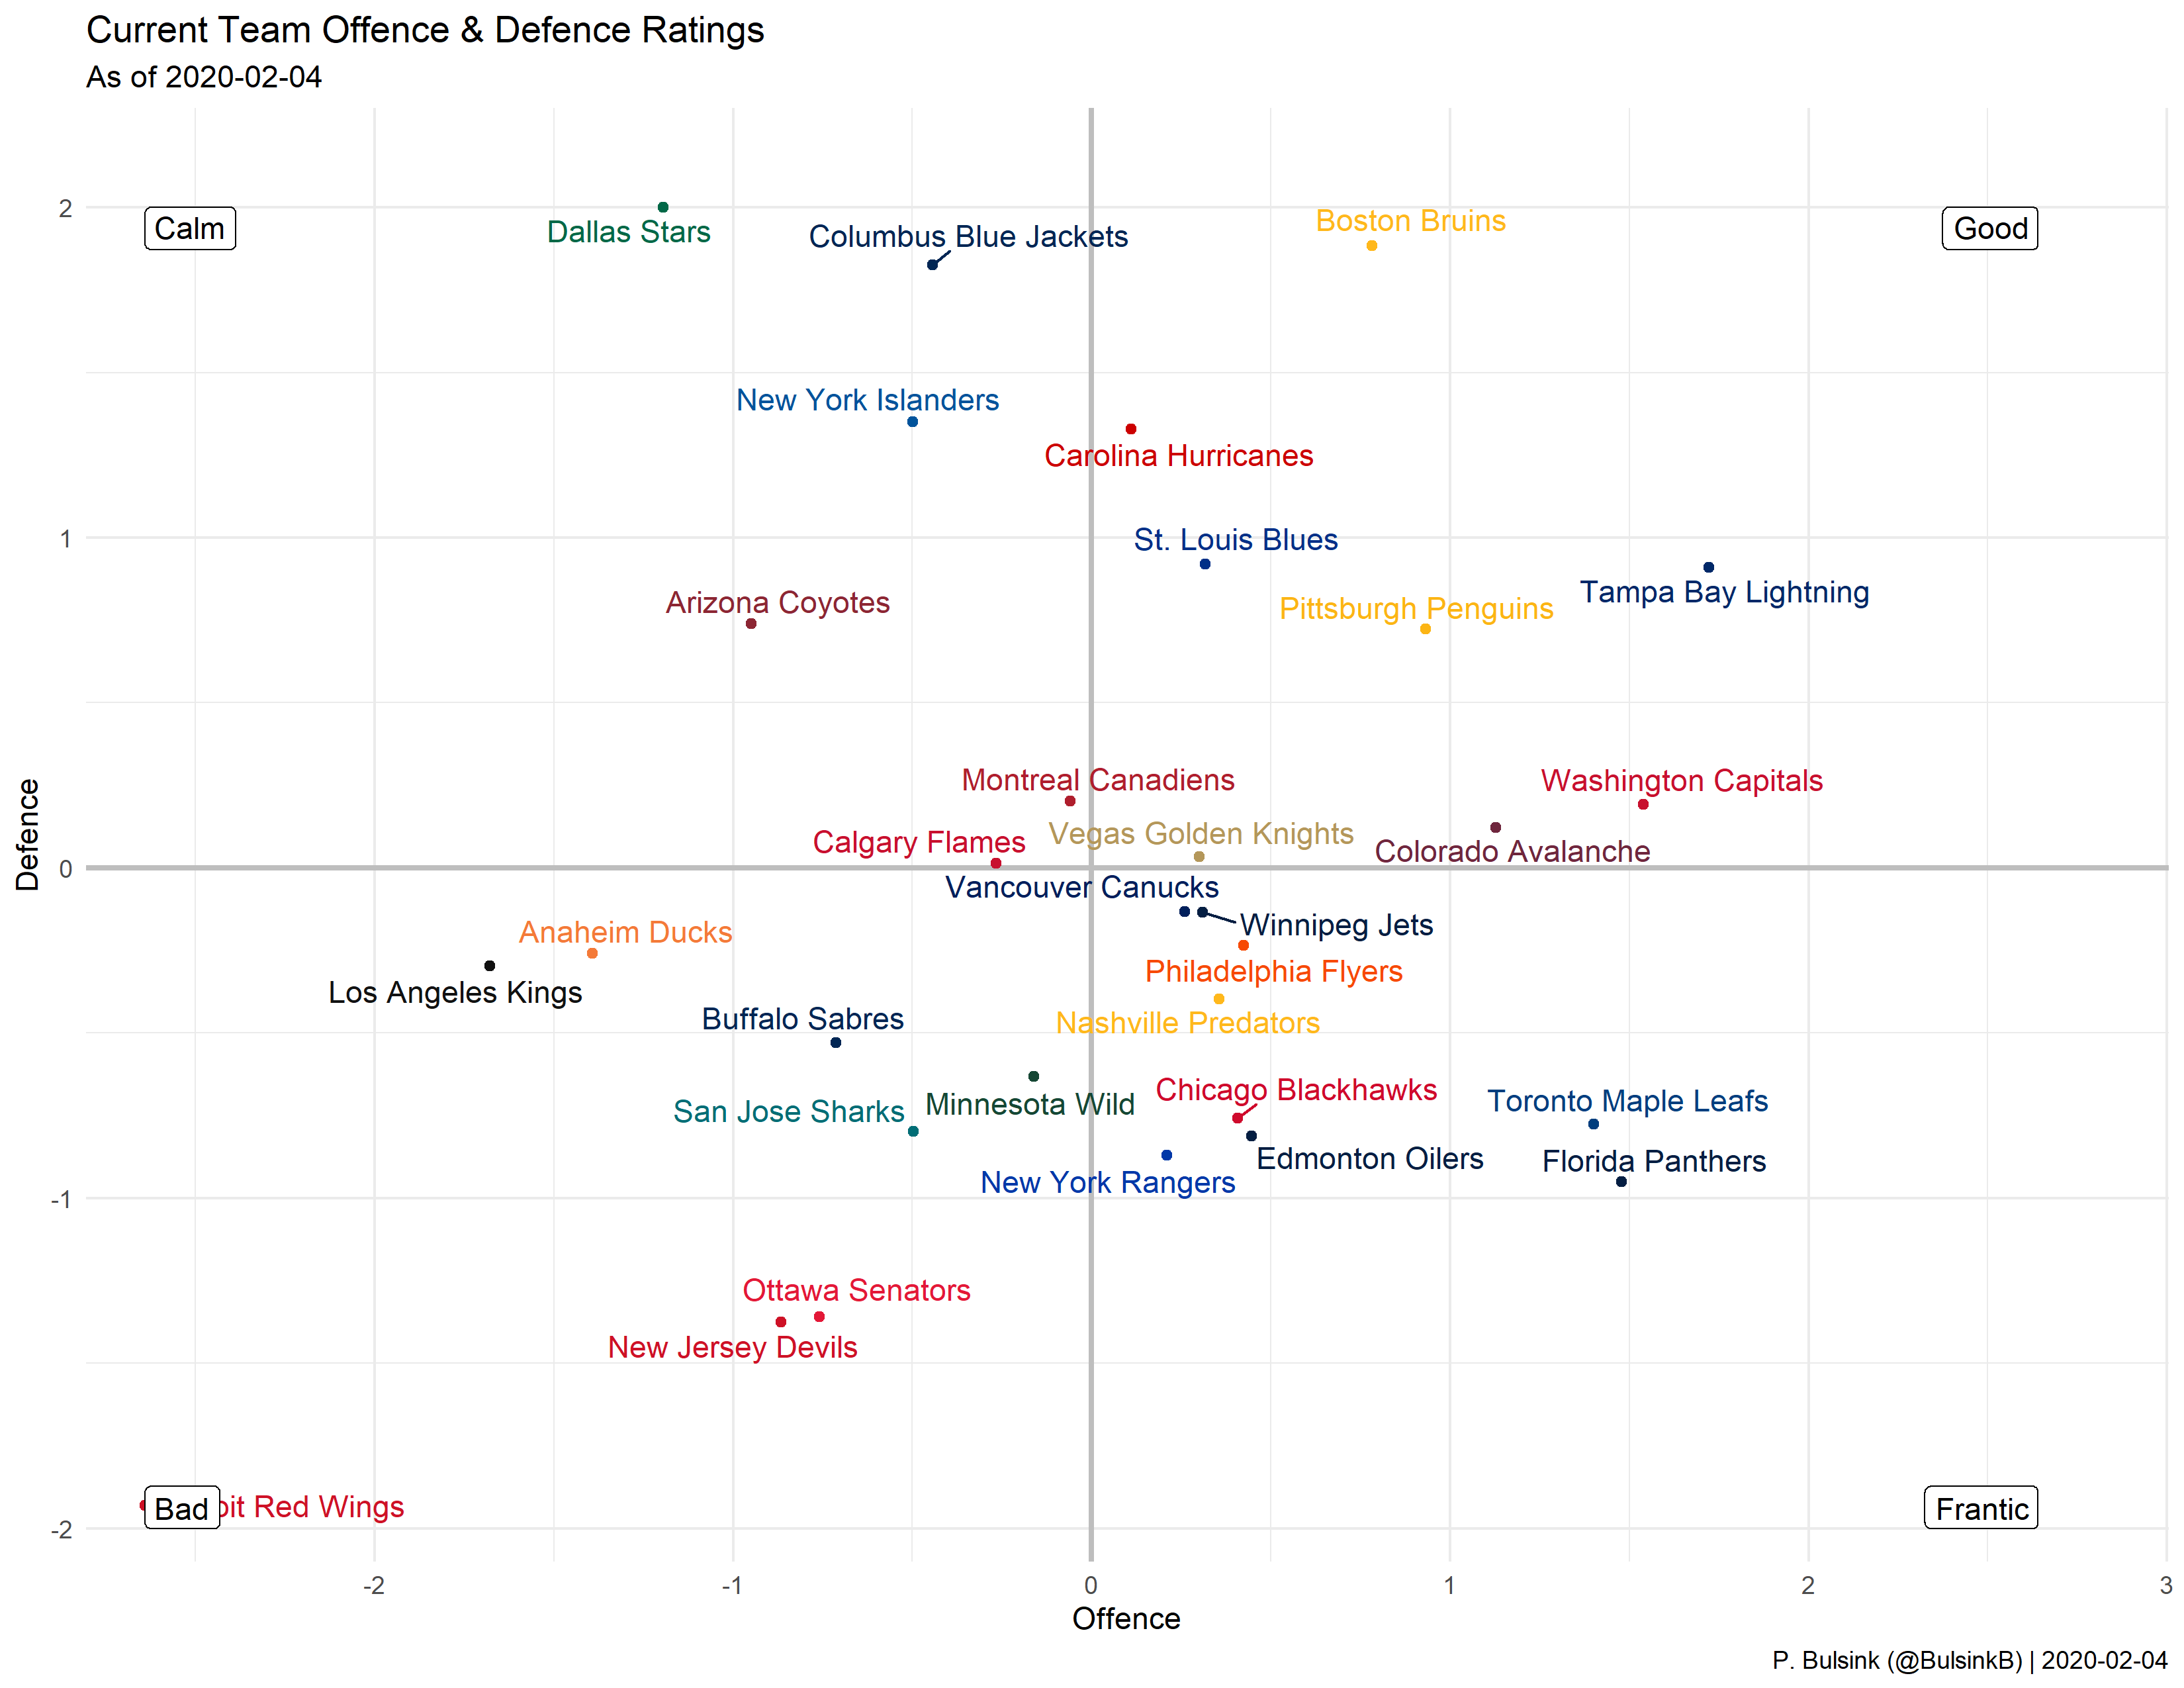 Current Team Offence & Defence Ratings
As of 2020-02-04
2
Calm
Dallas Stars
Columbus Blue Jackets
Boston Bruins
Good
New York Islanders
Carolina Hurricanes
1
St. Louis Blues
Tampa Bay Lightning
Arizona Coyotes
Pittsburgh Penguins
Montreal Canadiens
Washington Capitals
Vegas Golden Knights
Calgary Flames
Colorado Avalanche
Defence
0
Vancouver Canucks
Winnipeg Jets
Anaheim Ducks
Philadelphia Flyers
Los Angeles Kings
Buffalo Sabres
Nashville Predators
Chicago Blackhawks
Toronto Maple Leafs
San Jose Sharks
Minnesota Wild
Edmonton Oilers
Florida Panthers
New York Rangers
-1
Ottawa Senators
New Jersey Devils
Bad
Red Wings
Frantic
-2
-2
-1
0
1
2
3
Offence
P. Bulsink (@BulsinkB) | 2020-02-04